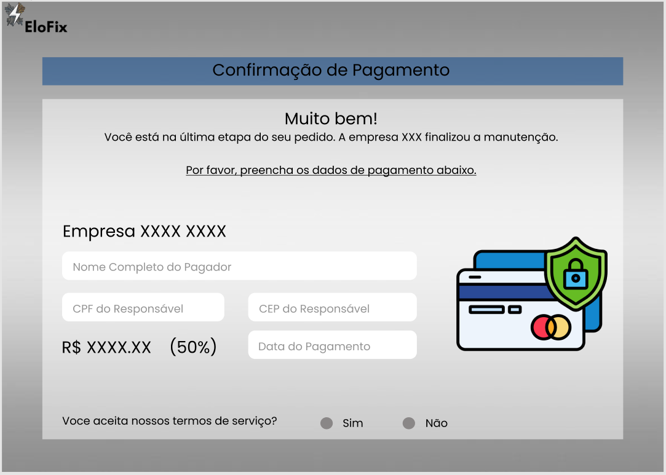 EloFix
Confirmação de Pagamento
Muito bem!
Você está na última etapa do seu pedido. A empresa XXX finalizou a manutenção.
Por favor, preencha os dados de pagamento abaixo.
Empresa XXXX XXXX
Nome Completo do Pagador
CPF do Responsável
CEP do Responsável
R$ XXXX.XX (50%)
Data do Pagamento
Voce aceita nossos termos de serviço?
Sim
Não